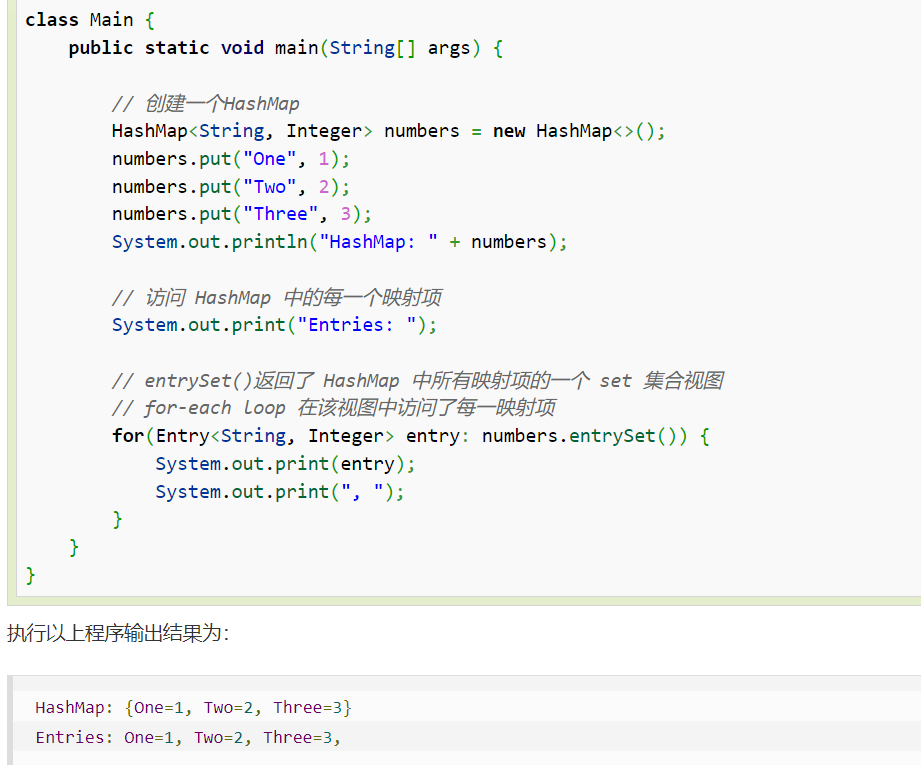 class Main {
    public static void main(String[] args) {
        // 创建一个HashMap
        HashMap<String, Integer> numbers = new HashMap<>();
        numbers.put("One", 1);
        numbers.put("Two", 2);
        numbers.put("Three", 3);
        System.out.println("HashMap: " + numbers);
        // 访问 HashMap 中的每一个映射项
        System.out.print("Entries: ");
        // entrySet()返回了 HashMap 中所有映射项的一个 set 集合视图
        // for-each loop 在该视图中访问了每一映射项
        for(Entry<String, Integer> entry: numbers.entrySet()) {
            System.out.print(entry);
            System.out.print(", ");
        }
    }
}
执行以上程序输出结果为：
HashMap: {One=1, Two=2, Three=3}
Entries: One=1, Two=2, Three=3,